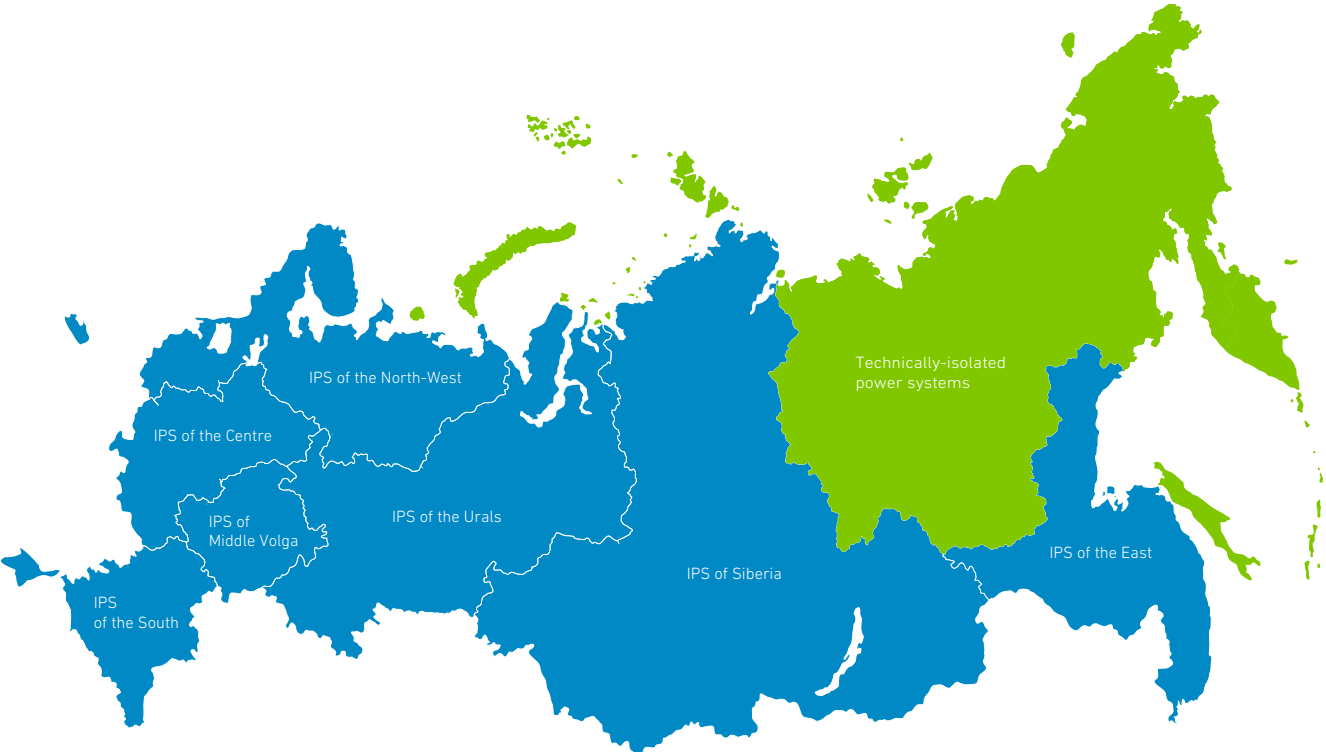 Technically-isolated
power systems
IPS of the North-West
IPS of the Centre
IPS of the Urals
IPS of
Middle Volga
IPS of the East
IPS of Siberia
IPS
of the South